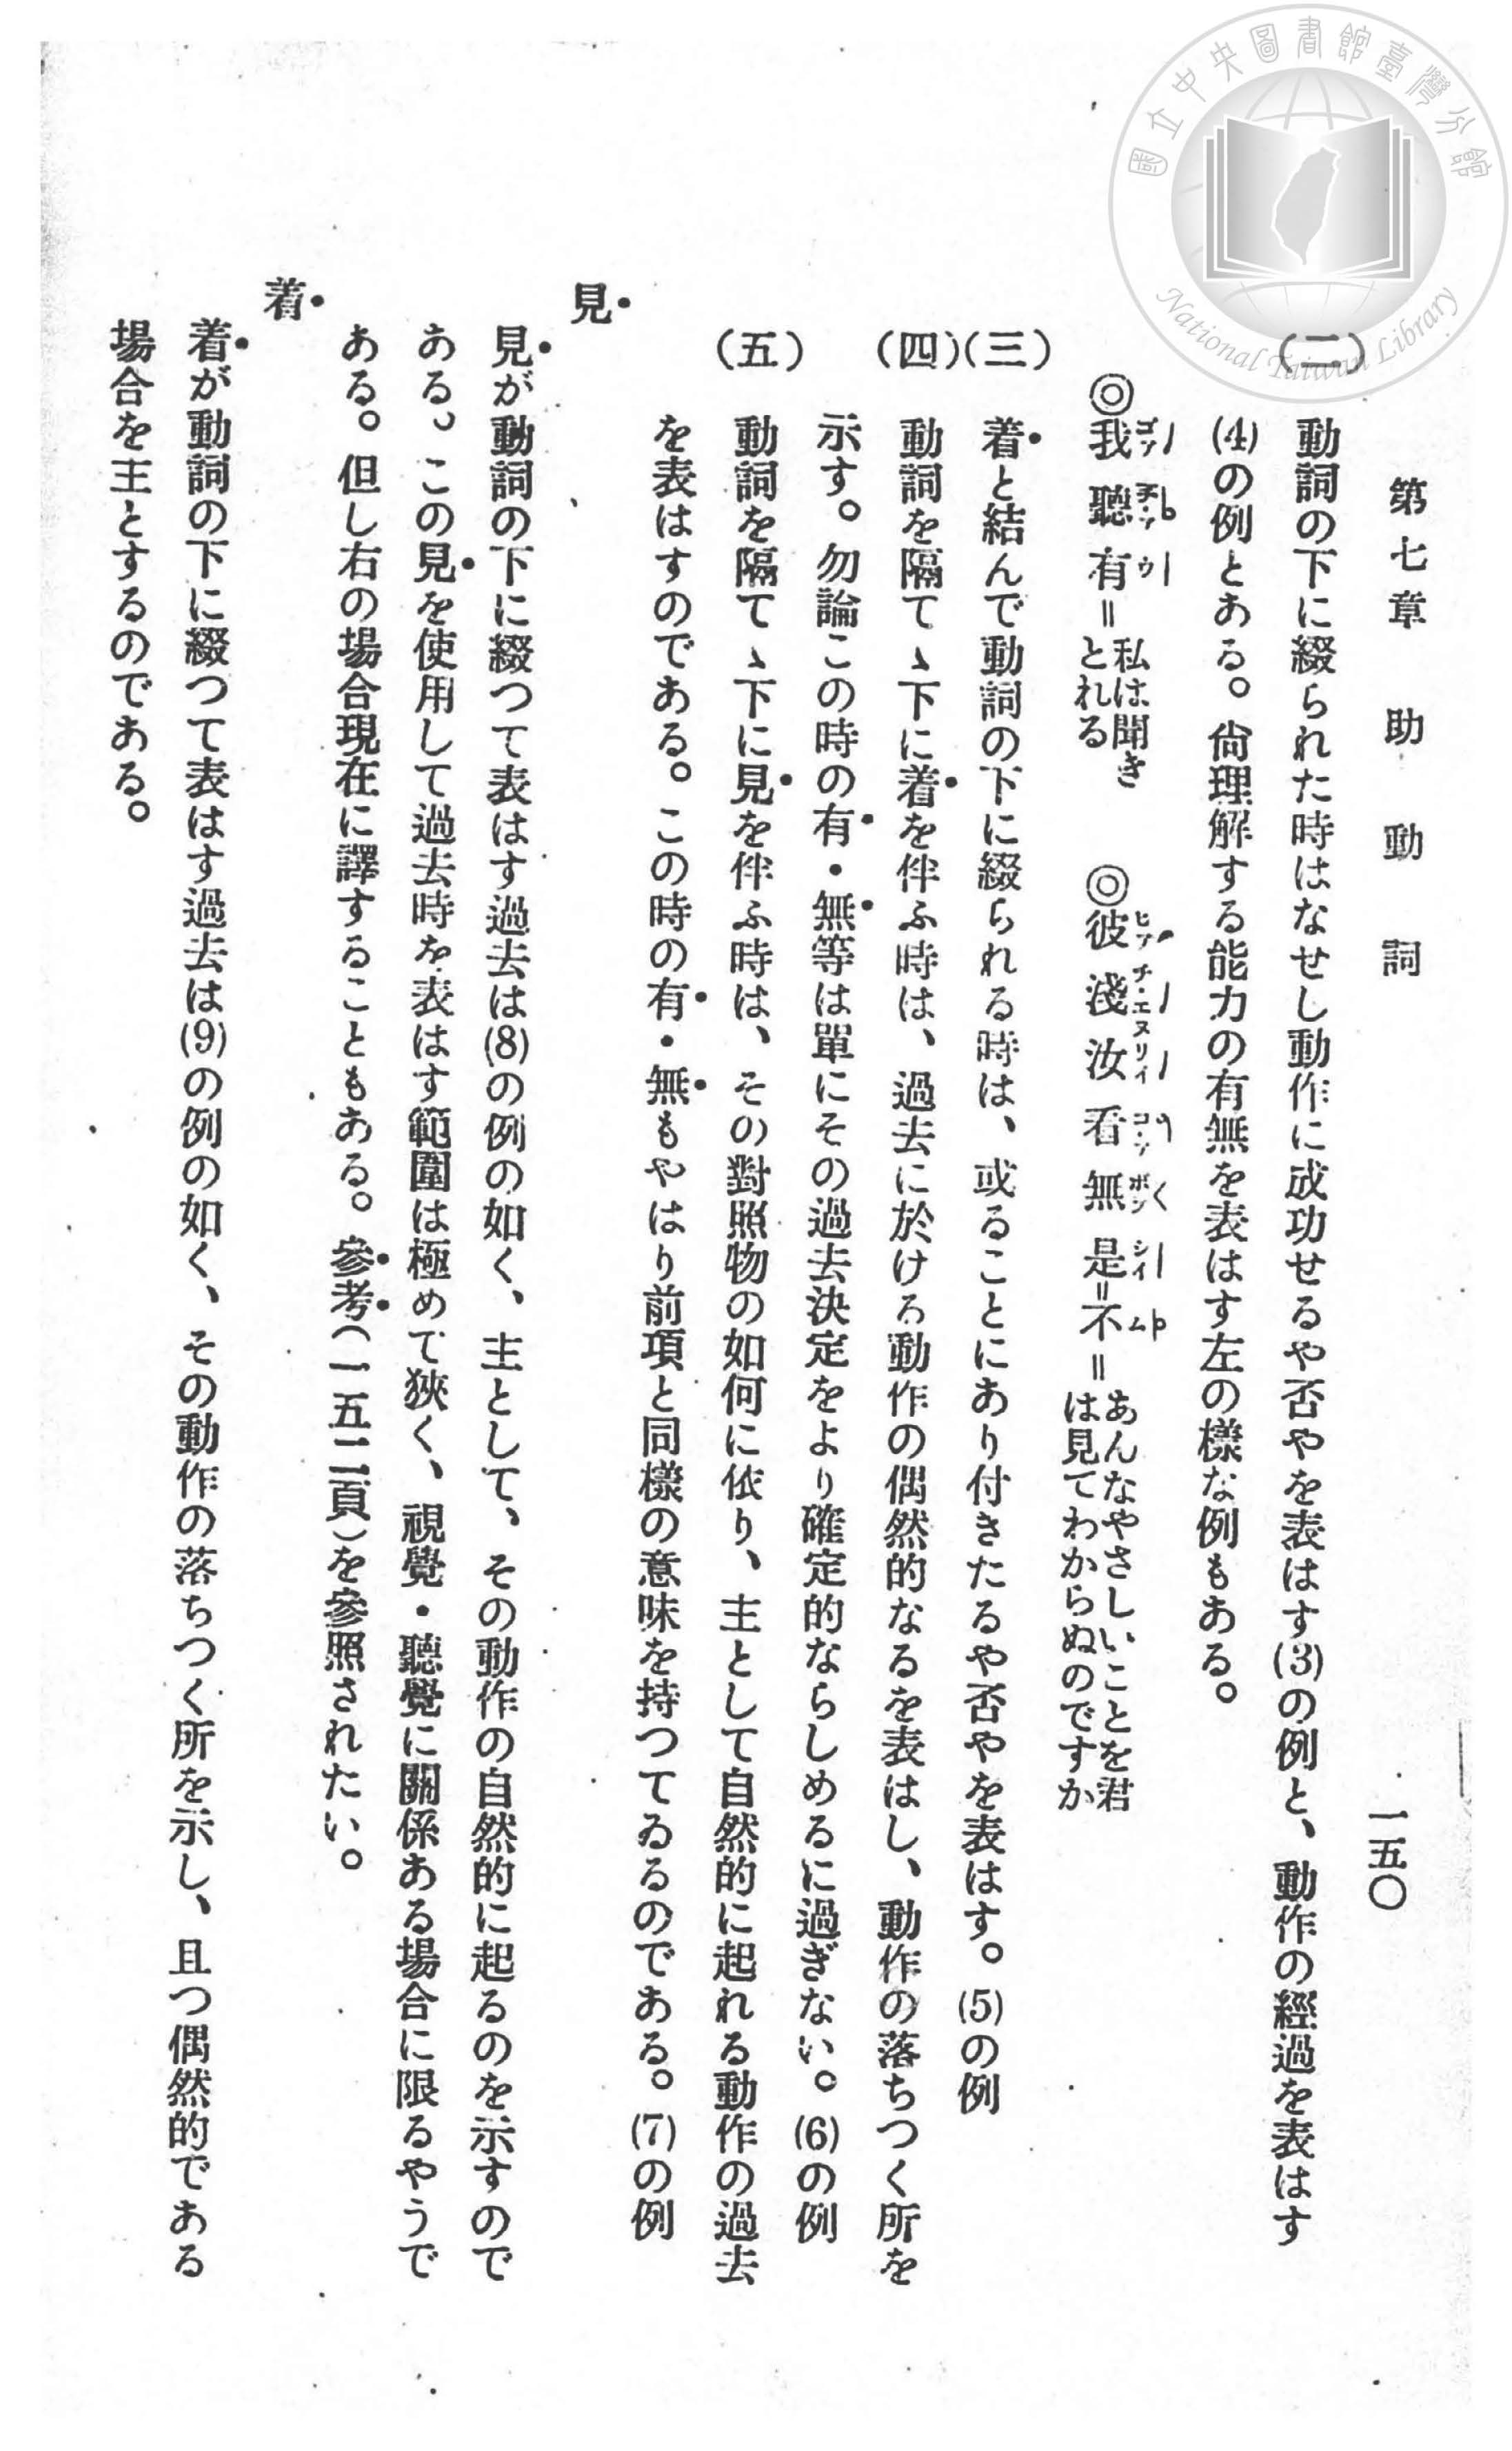 國立中央圖書館臺灣分館
National Taiwan Library
第七章　助動詞
一五〇
(二)　動詞の下に綴られた時はなせし動作に成功せるや否やを表はす(3)の例と、動作の經過を表はす
(4)の例とある。尙理解する能力の有無を表はす左の樣な例もある。
◎我聽有＝私は聞きとれる　◎彼淺汝看無是＝不＝あんなやさしいことを君は見てわからぬのですか
(三)　着と結んで動詞の下に綴られる時は、或ることにあり付きたるや否やを表はす。(5)の例
(四)　動詞を隔てゝ下に着を伴ふ時は、過去に於ける動作の偶然的なるを表はし、動作の落ちつく所を
示す。勿論この時の有・無等は單にその過去決定をより確定的ならしめるに過ぎない。(6)の例
(五)　動詞を隔てゝ下に見を伴ふ時は、その對照物の如何に依り、主として自然的に起れる動作の過去
を表はすのである。この時の有・無もやはり前項と同樣の意味を持つてゐるのである。(7)の例
見
見が動詞の下に綴つて表はす過去は(8)の例の如く、主として、その動作の自然的に起るのを示すので
ある。この見を使用して過去時を表はす範圍は極めて狹く、視覺・聽覺に關係ある場合に限るやうで
ある。但し右の場合現在に譯することもある。參考(一五二頁)を參照されたい。
着
着が動詞の下に綴つて表はす過去は(9)の例の如く、その動作の落ちつく所を示し、且つ偶然的である
場合を主とするのである。